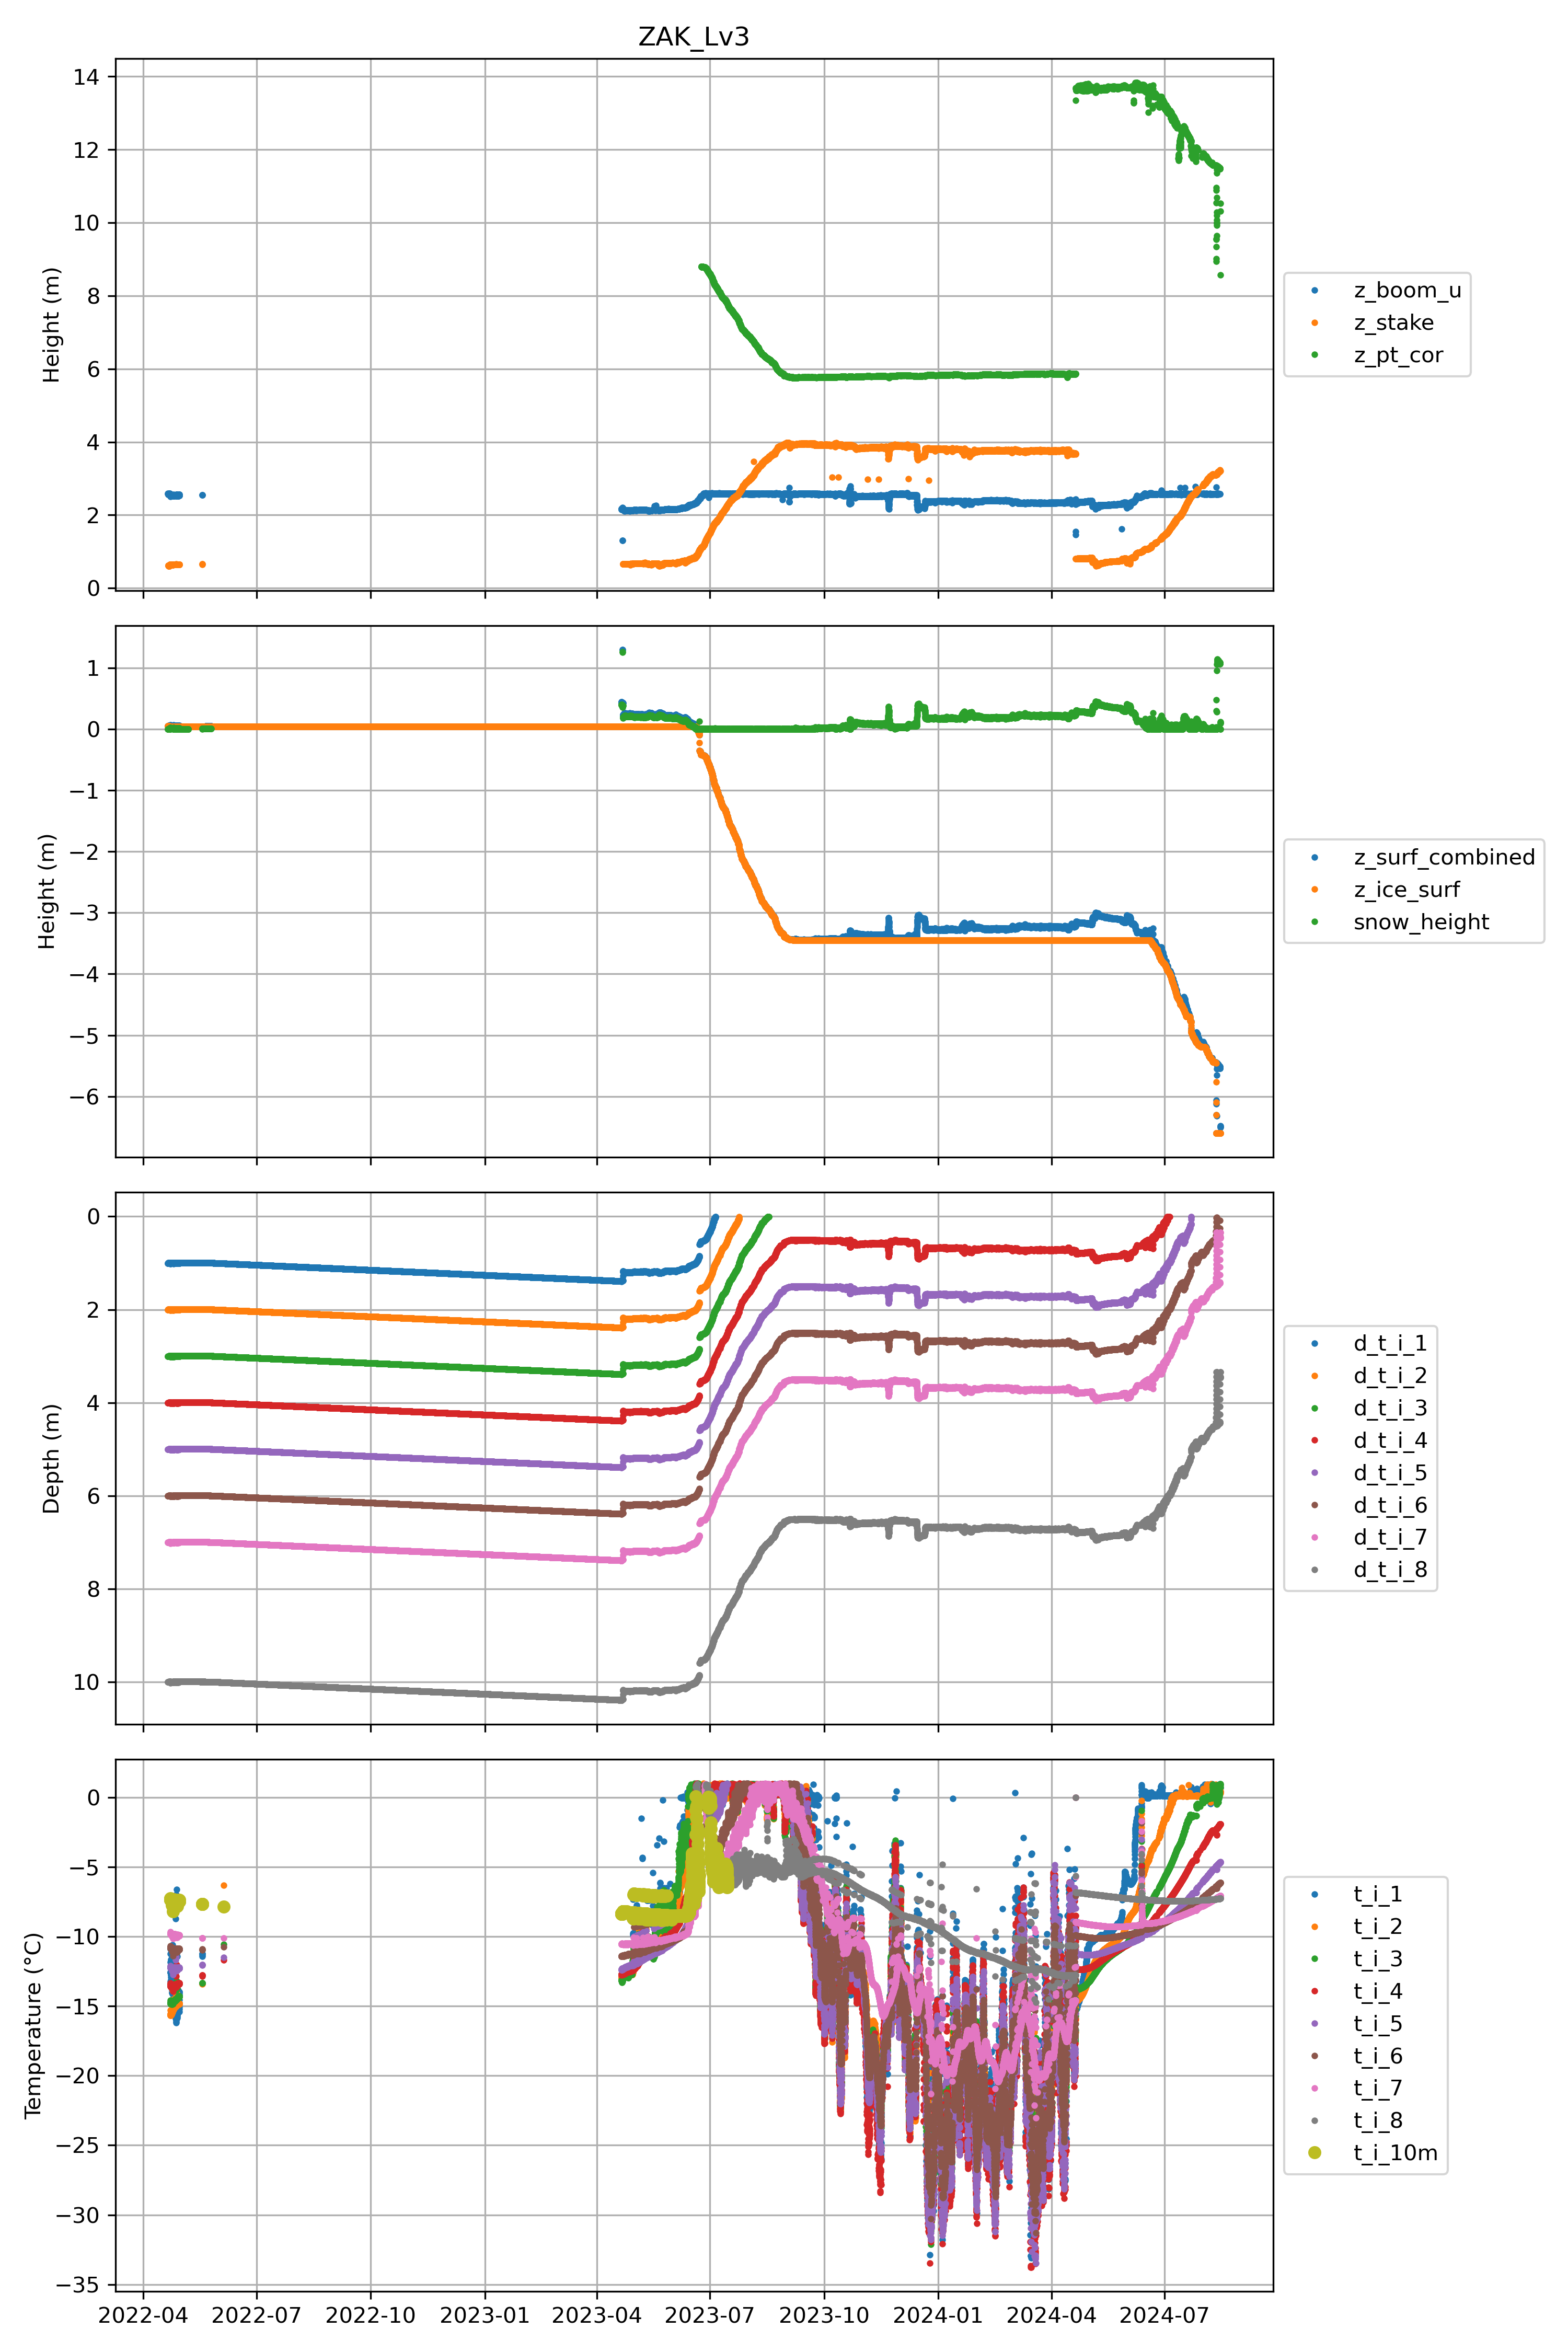 ZAK_Lv3
14
12
10
8
6
4
2
0
Height (m)
z_boom_u
z_stake
z_pt_cor
1
0
−1
−2
−3
−4
−5
−6
Height (m)
z_surf_combined
z_ice_surf
snow_height
0
2
4
6
8
10
Depth (m)
d_t_i_1
d_t_i_2
d_t_i_3
d_t_i_4
d_t_i_5
d_t_i_6
d_t_i_7
d_t_i_8
0
−5
−10
−15
−20
−25
−30
−35
Temperature (°C)
t_i_1
t_i_2
t_i_3
t_i_4
t_i_5
t_i_6
t_i_7
t_i_8
t_i_10m
2022-04 2022-07 2022-10 2023-01 2023-04 2023-07 2023-10 2024-01 2024-04 2024-07